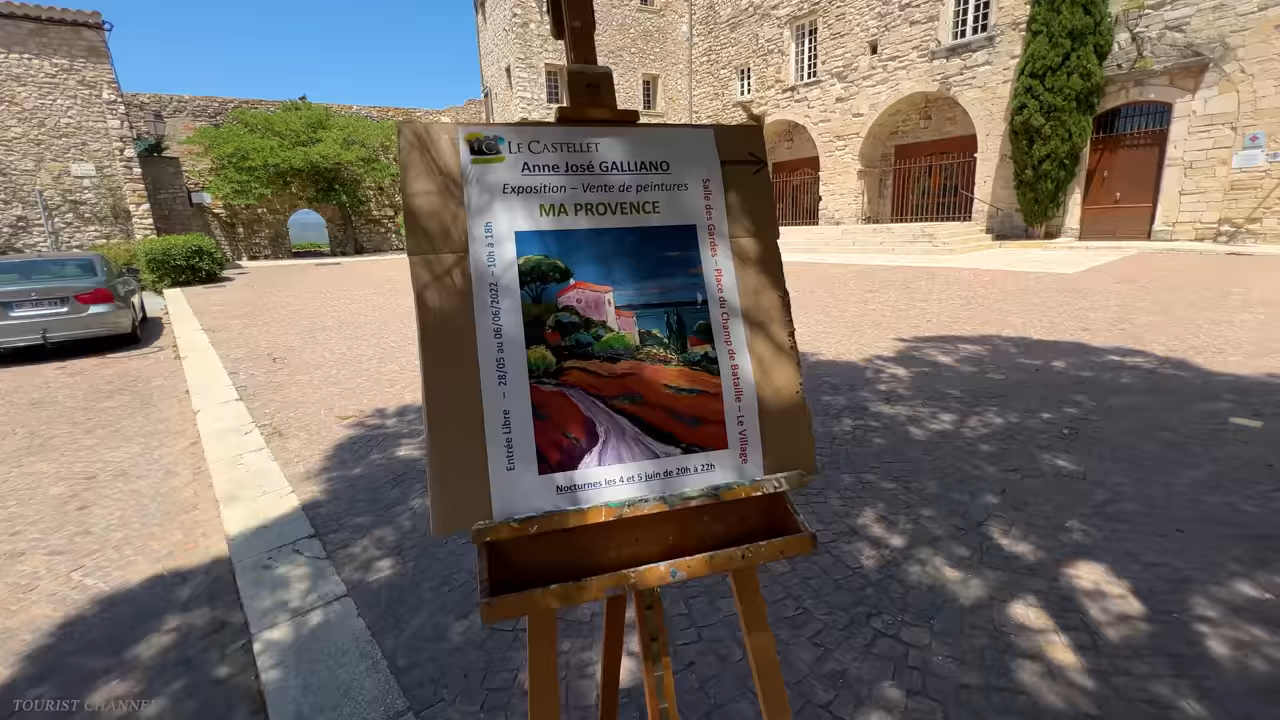 LE CASTELLET
Anne José GALLIANO
Exposition – Vente de peintures
MA PROVENCE
Entrée Libre – 28/05 au 06/06/2022 – 10h à 18h
Salle des Gardes – Place du Champ de Bataille – Le Village
Nocturnes les 4 et 5 juin de 20h à 22h
TOURIST CHANNEL